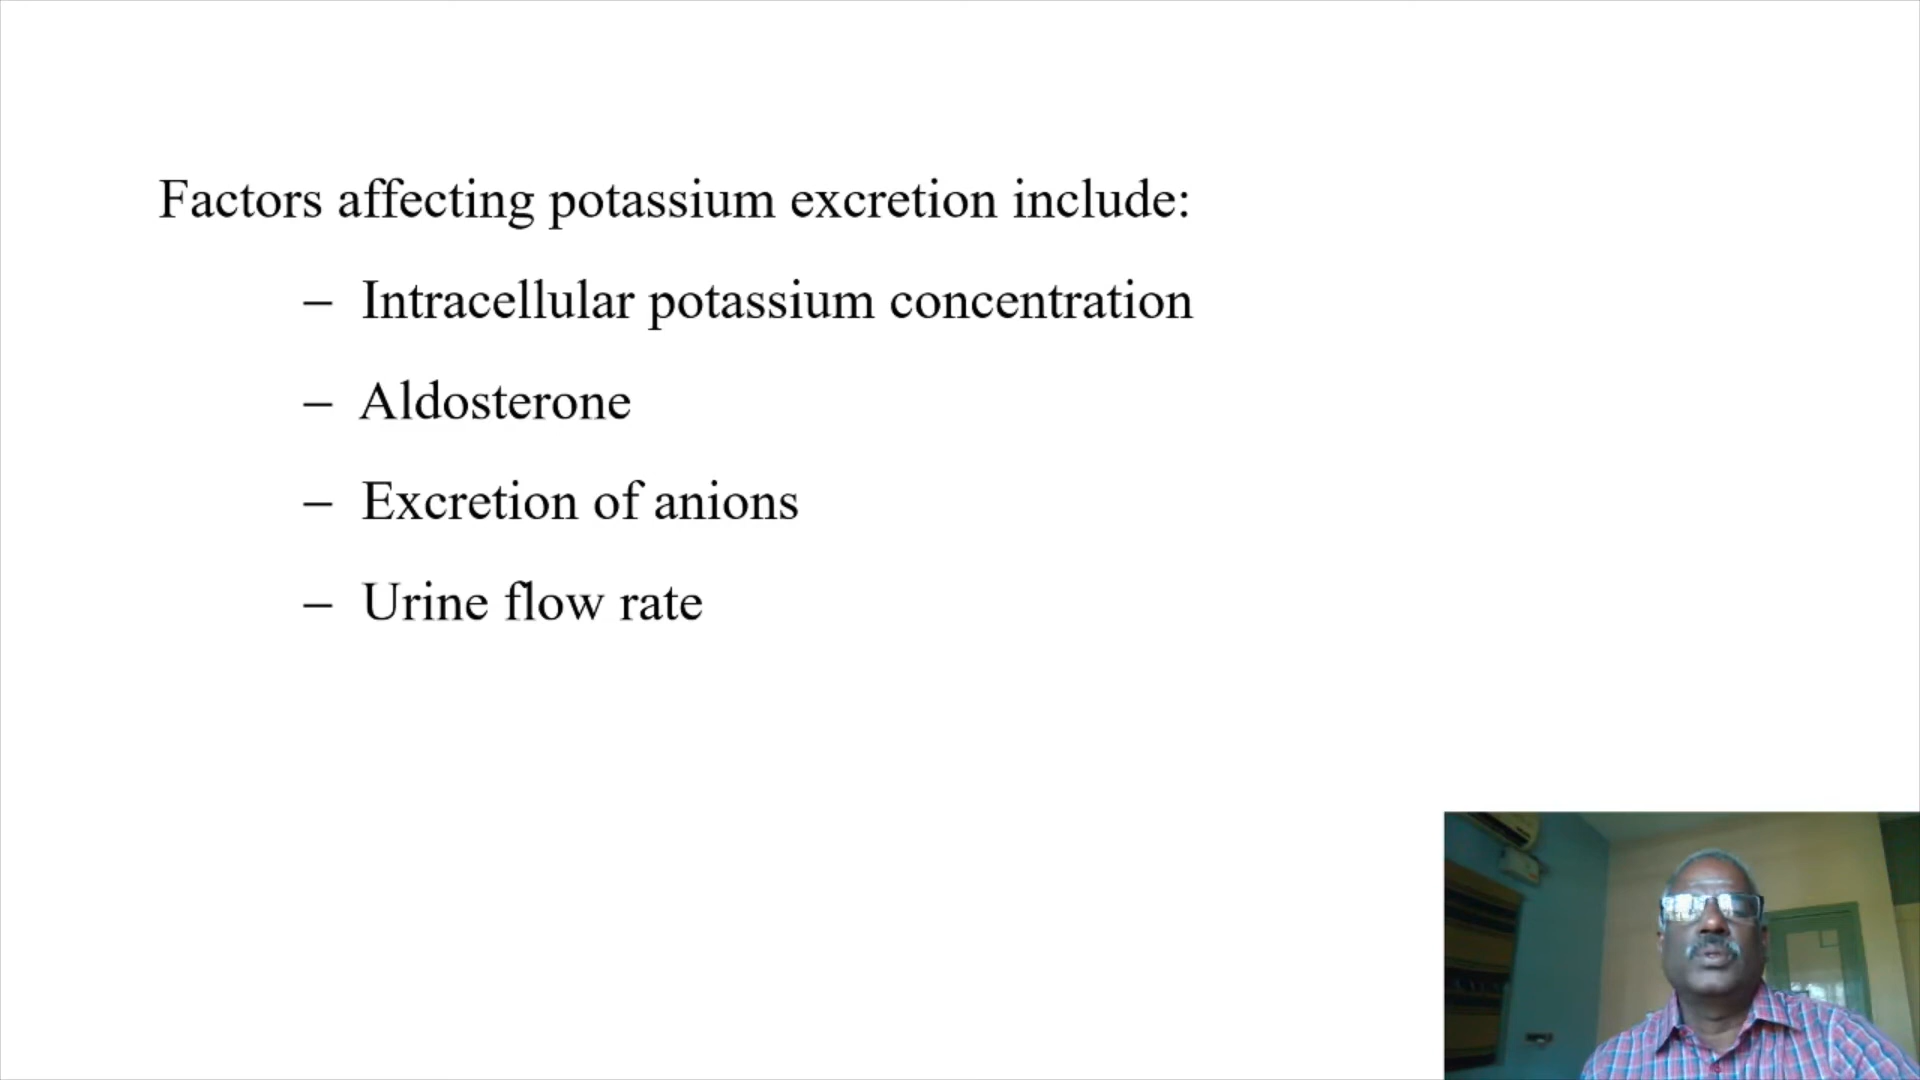 Factors affecting potassium excretion include:
– Intracellular potassium concentration
– Aldosterone
– Excretion of anions
– Urine flow rate